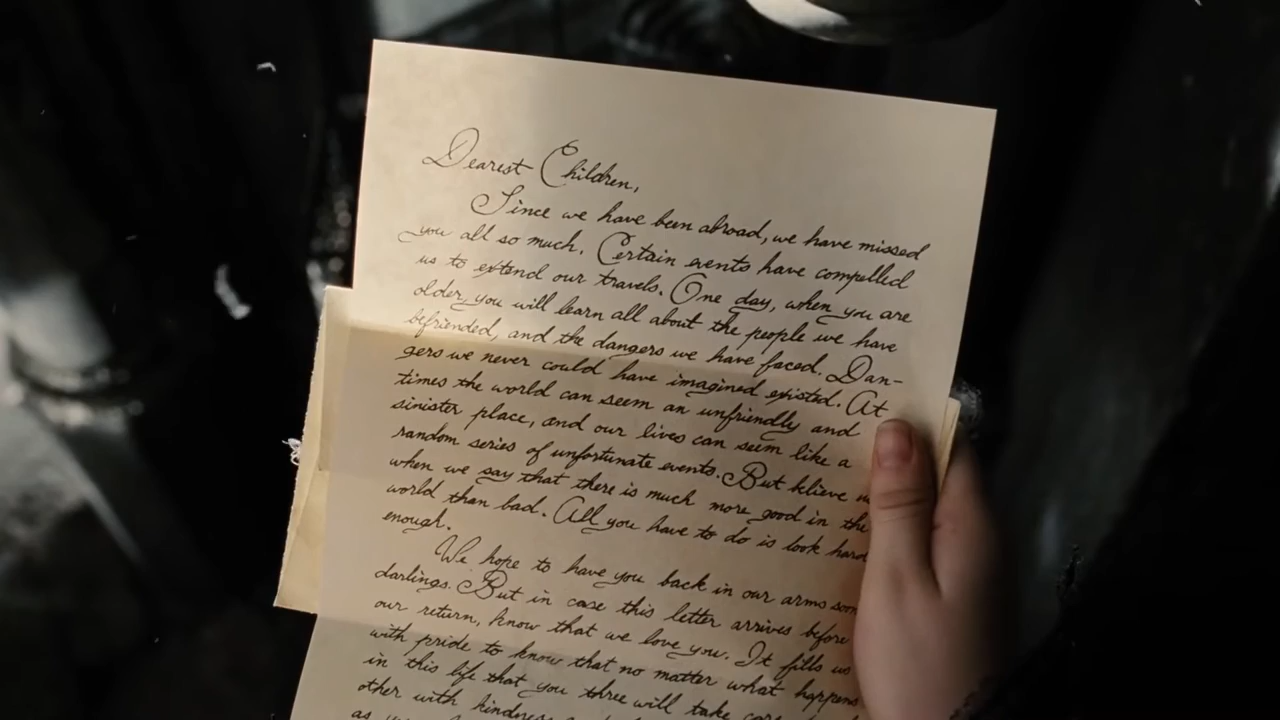 Dearest Children,
Since we have been abroad, we have missed
you all so much. Certain events have compelled
us to extend our travels. One day, when you are
older, you will learn all about the people we have
befriended, and the dangers we have faced. Dan-
gers we never could have imagined existed. At
times the world can seem an unfriendly and
sinister place, and our lives can seem like a
random series of unfortunate events. But believe
when we say that there is much more good in the
world than bad. All you have to do is look hard
enough.
We hope to have you back in our arms
darlings. But in case this letter arrives before
our return, know that we love you. It fills us
with pride to know that no matter what happens
in this life that you three will take
other with kindness
as